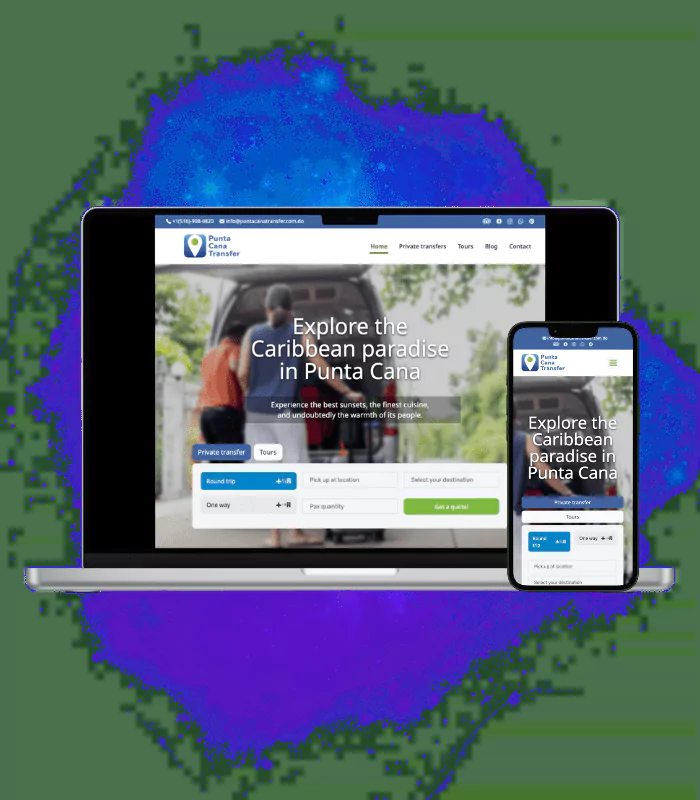 info@puntacanatransfer.com.do
Punta
Cana
Transfer
Home Private transfers Tours Blog Contact
Explore the
Caribbean paradise
in Punta Cana
Experience the best sunsets, the finest cuisine,
and undoubtedly the warmth of its people.
Private transfer Tours
Round trip Pick up at location Select your destination
One way Pax quantity Get a quote!
Punta
Cana
Transfer
Explore the
Caribbean
paradise in
Punta Cana
Private transfer
Tours
Round
trip
One way
Pick up at location
Select your destination